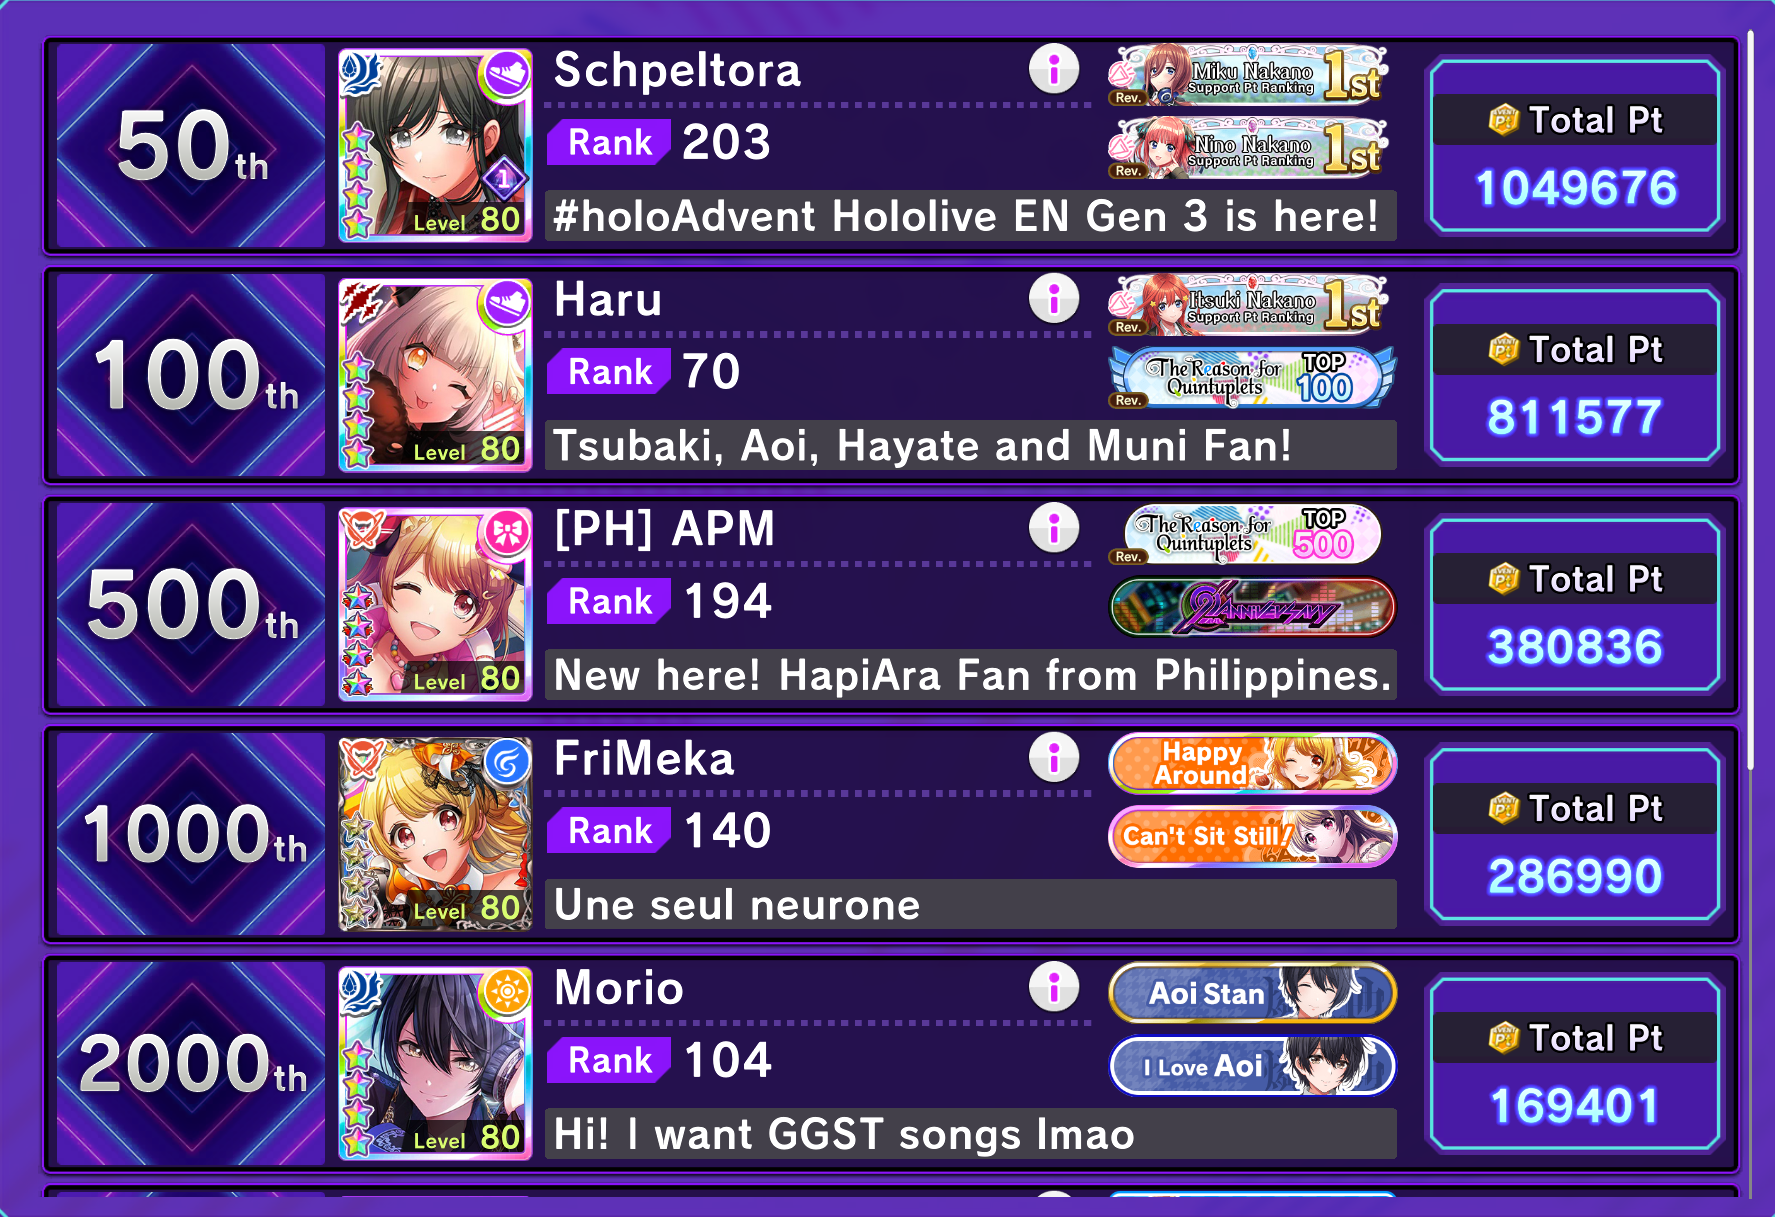 50th
Schpeltora
Rank 203
1
Level 80
#holoAdvent Hololive EN Gen 3 is here!
Miku Nakano
Support Pt Ranking
1st
Rev.
Nino Nakano
Support Pt Ranking
1st
Rev.
Total Pt
1049676
100th
Haru
Rank 70
Level 80
Tsubaki, Aoi, Hayate and Muni Fan!
Itsuki Nakano
Support Pt Ranking
1st
Rev.
The Reason for
Quintuplets
TOP
100
Rev.
Total Pt
811577
500th
[PH] APM
Rank 194
Level 80
New here! HapiAra Fan from Philippines.
The Reason for
Quintuplets
TOP
500
Rev.
2nd Anniversary
Total Pt
380836
1000th
FriMeka
Rank 140
Level 80
Une seul neurone
Happy
Around
Can't Sit Still!
Total Pt
286990
2000th
Morio
Rank 104
Level 80
Hi! I want GGST songs lmao
Aoi Stan
I Love Aoi
Total Pt
169401